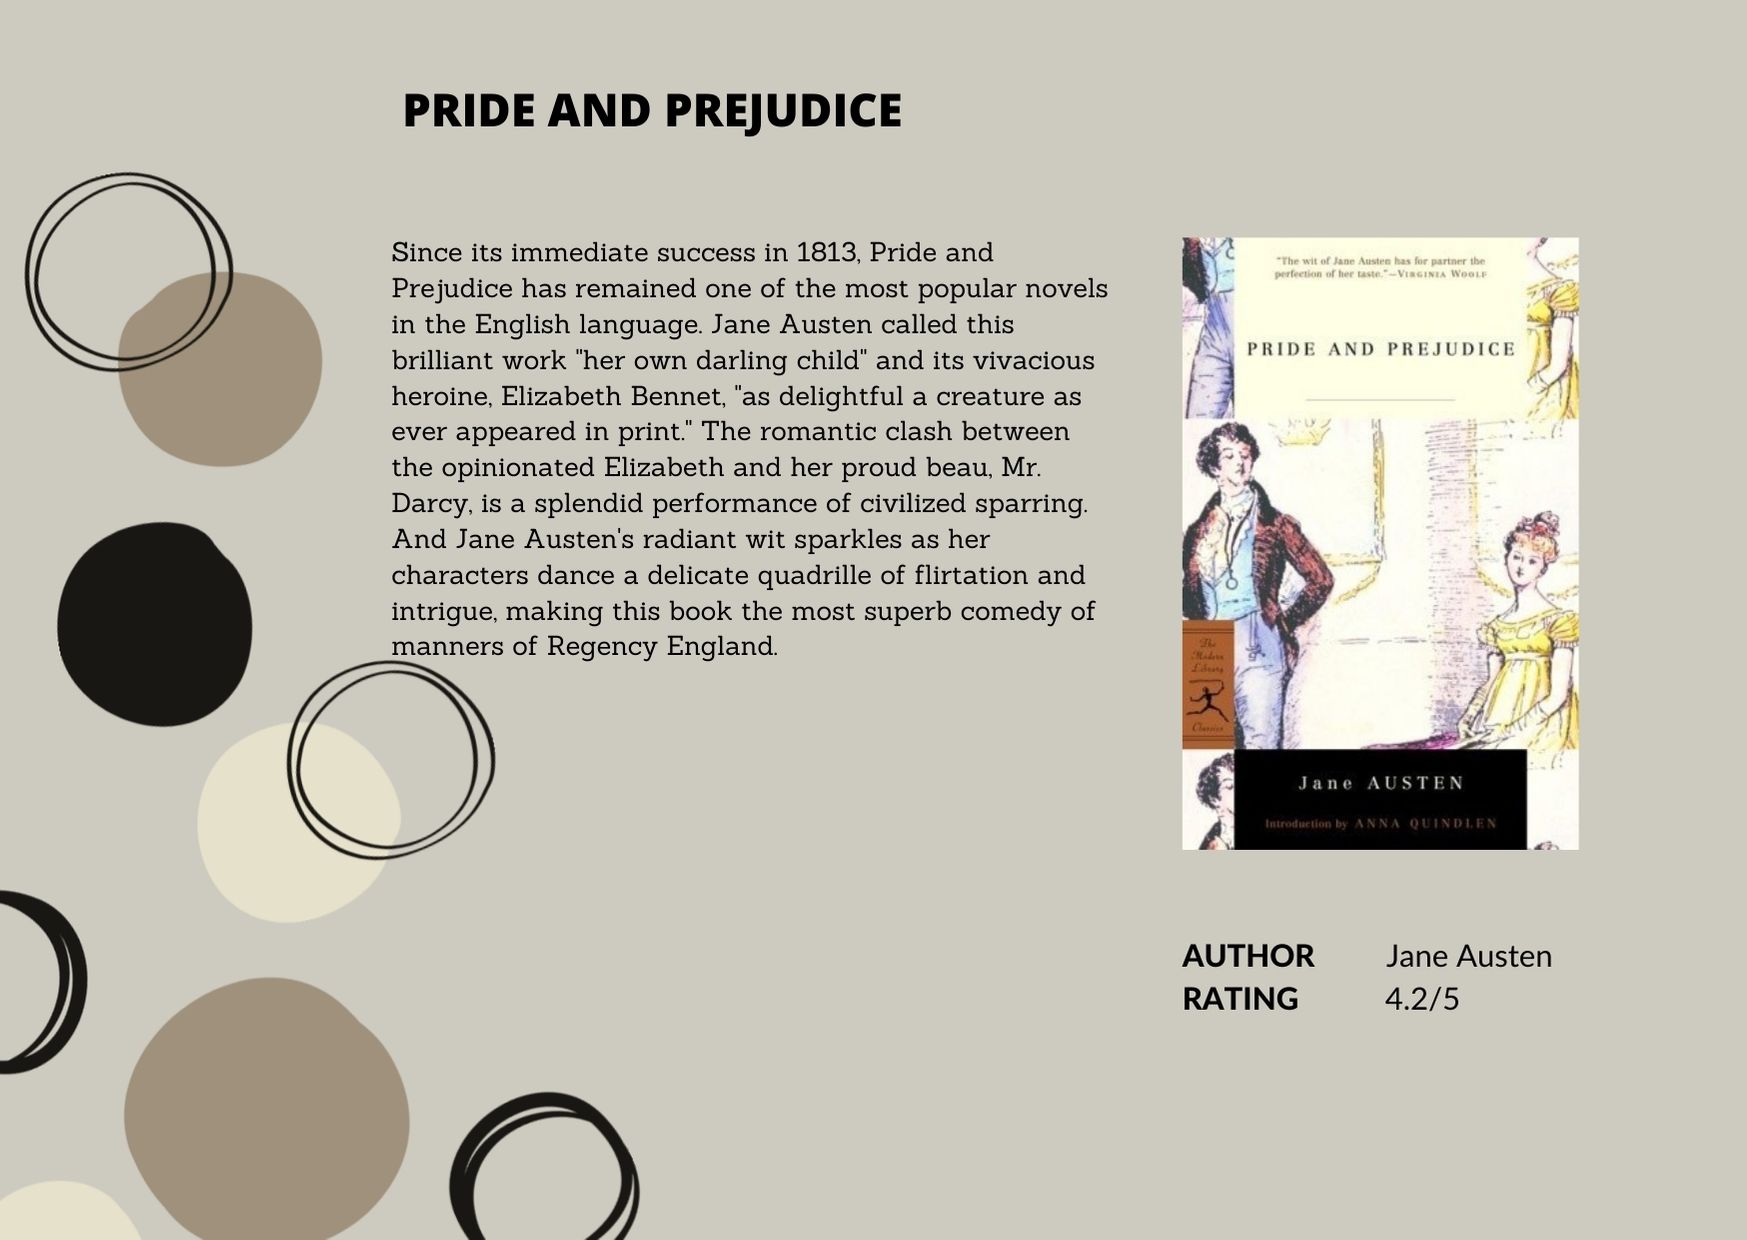 PRIDE AND PREJUDICE
Since its immediate success in 1813, Pride and
Prejudice has remained one of the most popular novels
in the English language. Jane Austen called this
brilliant work "her own darling child" and its vivacious
heroine, Elizabeth Bennet, "as delightful a creature as
ever appeared in print." The romantic clash between
the opinionated Elizabeth and her proud beau, Mr.
Darcy, is a splendid performance of civilized sparring.
And Jane Austen's radiant wit sparkles as her
characters dance a delicate quadrille of flirtation and
intrigue, making this book the most superb comedy of
manners of Regency England.
"The wit of Jane Austen has for partner the
perfection of her taste."—VIRGINIA WOOLF
PRIDE AND PREJUDICE
The
Modern
Library
Classics
Jane AUSTEN
Introduction by ANNA QUINDLEN
AUTHOR Jane Austen
RATING 4.2/5